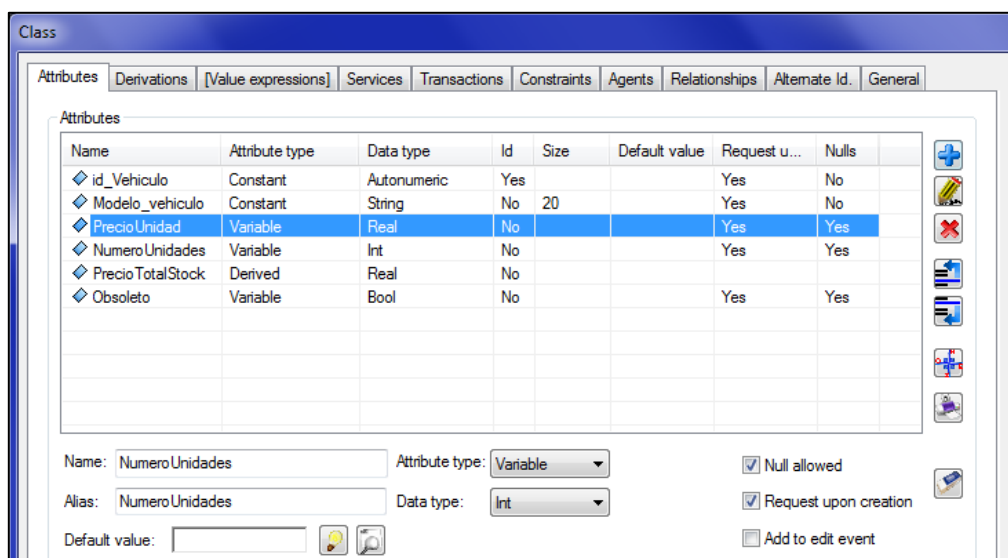 Class
Attributes Derivations [Value expressions] Services Transactions Constraints Agents Relationships Alternate Id. General
Attributes
Name Attribute type Data type Id Size Default value Request u... Nulls
id_Vehiculo Constant Autonumeric Yes Yes No
Modelo_vehiculo Constant String No 20 Yes No
PrecioUnidad Variable Real No Yes Yes
NumeroUnidades Variable Int No Yes Yes
PrecioTotalStock Derived Real No
Obsoleto Variable Bool No Yes Yes
Name: NumeroUnidades Attribute type: Variable Null allowed
Alias: NumeroUnidades Data type: Int Request upon creation
Default value: Add to edit event